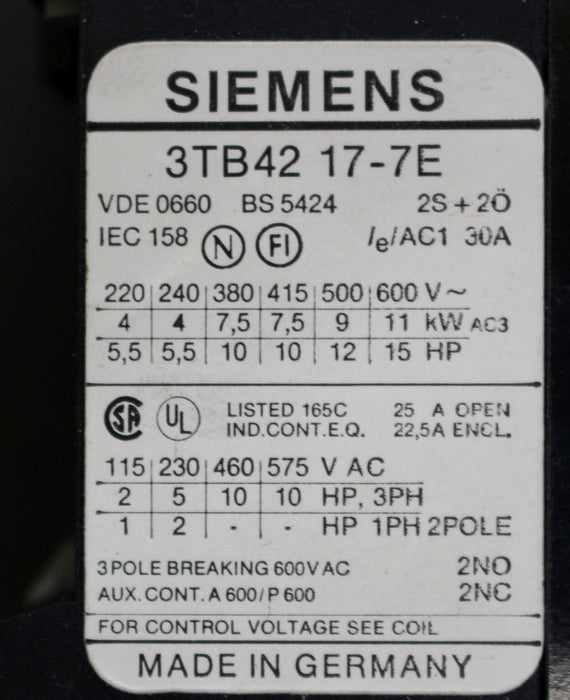 SIEMENS
3TB42 17-7E
VDE 0660 BS 5424 2S + 2Ö
IEC 158 N FI Ie/AC1 30A
220 240 380 415 500 600 V~
4 4 7,5 7,5 9 11 kW AC3
5,5 5,5 10 10 12 15 HP
SA UL LISTED 165C 25 A OPEN
IND.CONT.E.Q. 22,5A ENCL.
115 230 460 575 V AC
2 5 10 10 HP, 3PH
1 2 - - HP 1PH 2POLE
3POLE BREAKING 600V AC 2NO
AUX.CONT. A 600/P 600 2NC
FOR CONTROL VOLTAGE SEE COIL
MADE IN GERMANY